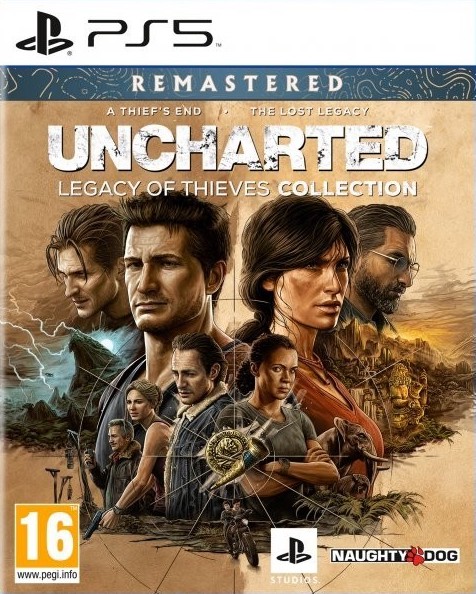 PS5
REMASTERED
A THIEF'S END • THE LOST LEGACY
UNCHARTED
LEGACY OF THIEVES COLLECTION
16
www.pegi.info
STUDIOS
NAUGHTY DOG